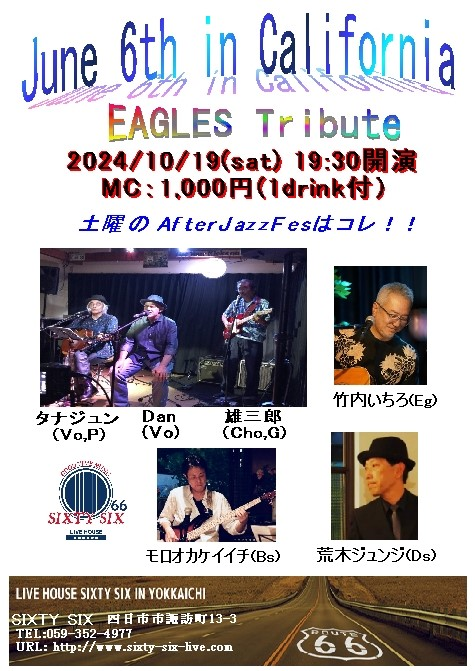 June 6th in California
EAGLES Tribute
2024/10/19(sat) 19:30開演
MC：1,000円(1drink付)
土曜の AfterJazzFesはコレ！！
タナジュン
(Vo,P)
Dan
(Vo)
雄三郎
(Cho,G)
竹内いちろ(Eg)
66
SIXTY SIX
LIVE HOUSE
モロオカケイイチ(Bs)
荒木ジュンジ(Ds)
LIVE HOUSE SIXTY SIX IN YOKKAICHI
SIXTY SIX 四日市市諏訪町13-3
TEL:059-352-4977
URL: http://www.sixty-six-live.com
ROUTE
66